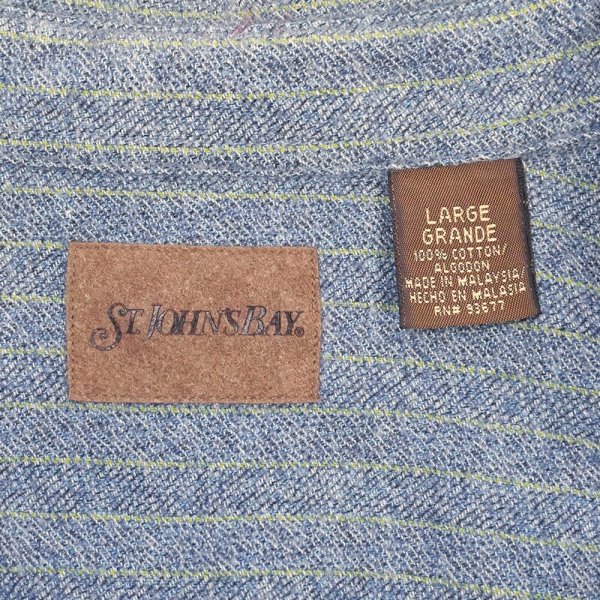 ST. JOHN'S BAY®
LARGE
GRANDE
100% COTTON/
ALGODON
MADE IN MALAYSIA/
HECHO EN MALASIA
RN# 93677